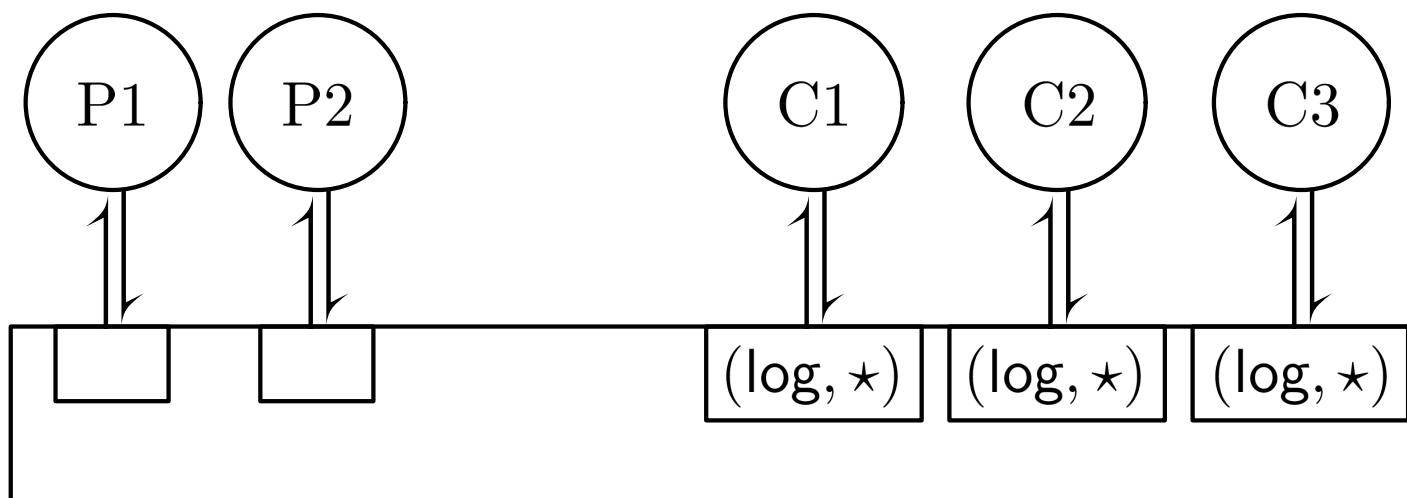 P1 P2 C1 C2 C3
(log, ⋆) (log, ⋆) (log, ⋆)